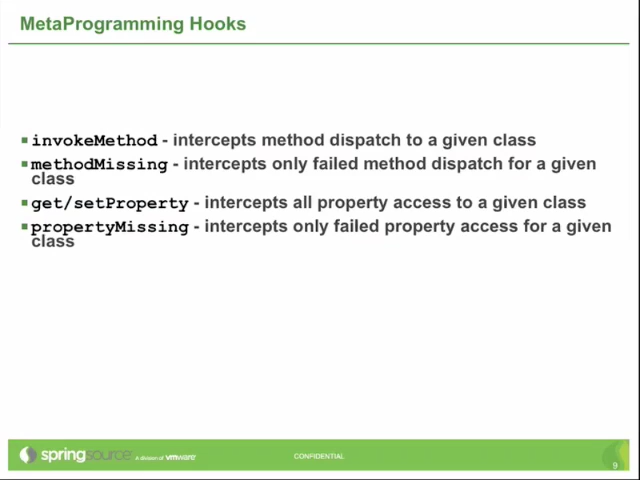 MetaProgramming Hooks
invokeMethod - intercepts method dispatch to a given class
methodMissing - intercepts only failed method dispatch for a given
class
get/setProperty - intercepts all property access to a given class
propertyMissing - intercepts only failed property access for a given
class
springsource A division of vmware
CONFIDENTIAL
9